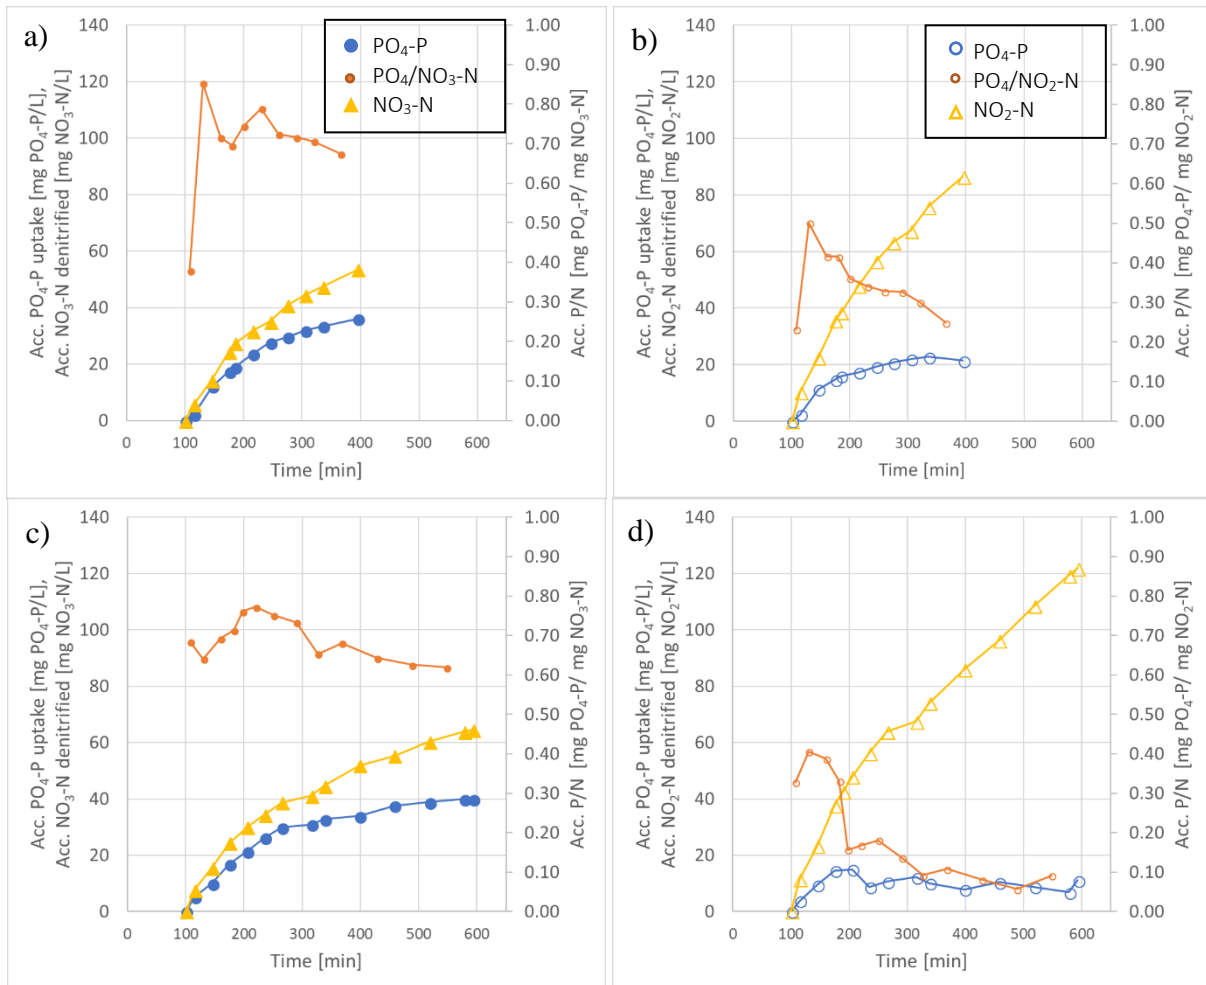 a)
Acc. PO₄-P uptake [mg PO₄-P/L],
Acc. NO₃-N denitrified [mg NO₃-N/L]
140
120
100
80
60
40
20
0
PO₄-P
PO₄/NO₃-N
NO₃-N
1.00
0.90
0.80
0.70
0.60
0.50
0.40
0.30
0.20
0.10
0.00
Acc. P/N [mg PO₄-P/ mg NO₃-N]
0 100 200 300 400 500 600
Time [min]
b)
Acc. PO₄-P uptake [mg PO₄-P/L],
Acc. NO₂-N denitrified [mg NO₂-N/L]
140
120
100
80
60
40
20
0
PO₄-P
PO₄/NO₂-N
NO₂-N
1.00
0.90
0.80
0.70
0.60
0.50
0.40
0.30
0.20
0.10
0.00
Acc. P/N [mg PO₄-P/ mg NO₂-N]
0 100 200 300 400 500 600
Time [min]
c)
Acc. PO₄-P uptake [mg PO₄-P/L],
Acc. NO₃-N denitrified [mg NO₃-N/L]
140
120
100
80
60
40
20
0
1.00
0.90
0.80
0.70
0.60
0.50
0.40
0.30
0.20
0.10
0.00
Acc. P/N [mg PO₄-P/ mg NO₃-N]
0 100 200 300 400 500 600
Time [min]
d)
Acc. PO₄-P uptake [mg PO₄-P/L],
Acc. NO₂-N denitrified [mg NO₂-N/L]
140
120
100
80
60
40
20
0
1.00
0.90
0.80
0.70
0.60
0.50
0.40
0.30
0.20
0.10
0.00
Acc. P/N [mg PO₄-P/ mg NO₂-N]
0 100 200 300 400 500 600
Time [min]